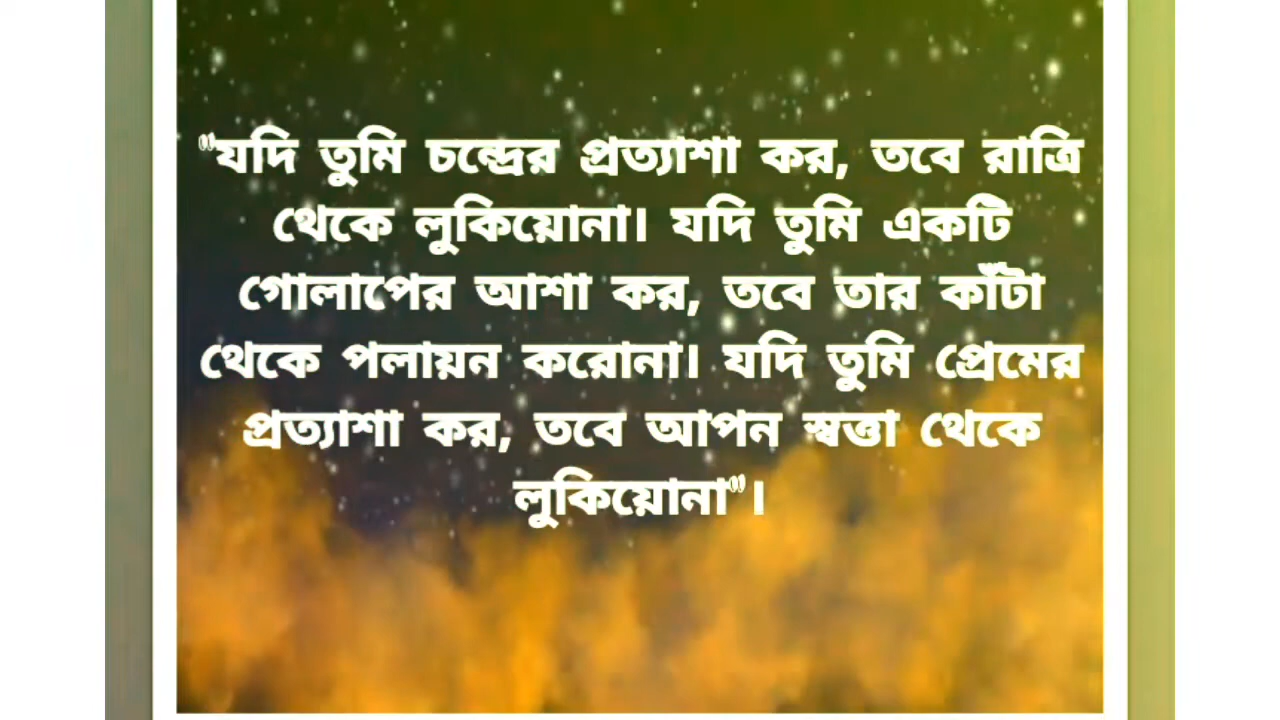 "যদি তুমি চন্দ্রের প্রত্যাশা কর, তবে রাত্রি
থেকে লুকিয়োনা। যদি তুমি একটি
গোলাপের আশা কর, তবে তার কাঁটা
থেকে পলায়ন করোনা। যদি তুমি প্রেমের
প্রত্যাশা কর, তবে আপন স্বত্তা থেকে
লুকিয়োনা"।